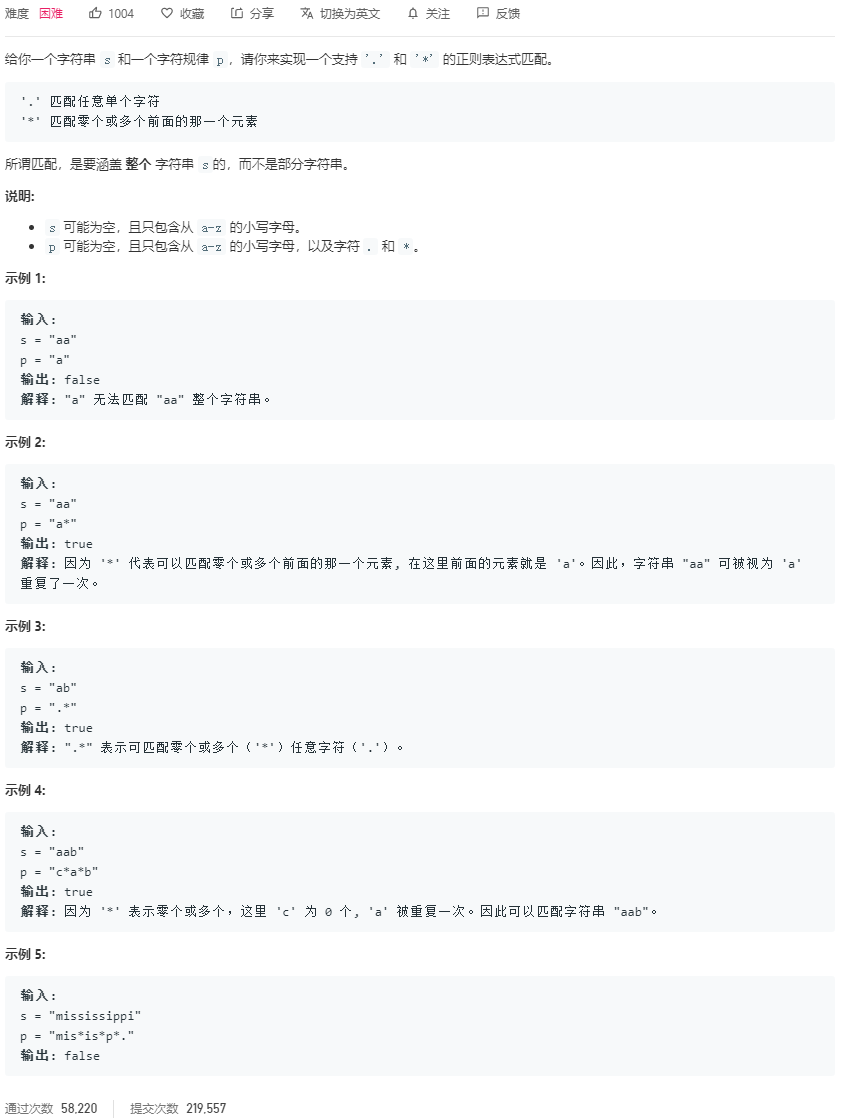 难度 困难 1004 收藏 分享 切换为英文 关注 反馈
给你一个字符串 s 和一个字符规律 p，请你来实现一个支持 '.' 和 '*' 的正则表达式匹配。
'.' 匹配任意单个字符
'*' 匹配零个或多个前面的那一个元素
所谓匹配，是要涵盖 整个 字符串 s 的，而不是部分字符串。
说明:
• s 可能为空，且只包含从 a-z 的小写字母。
• p 可能为空，且只包含从 a-z 的小写字母，以及字符 . 和 *。
示例 1:
输入:
s = "aa"
p = "a"
输出: false
解释: "a" 无法匹配 "aa" 整个字符串。
示例 2:
输入:
s = "aa"
p = "a*"
输出: true
解释: 因为 '*' 代表可以匹配零个或多个前面的那一个元素, 在这里前面的元素就是 'a'。因此，字符串 "aa" 可被视为 'a'
重复了一次。
示例 3:
输入:
s = "ab"
p = ".*"
输出: true
解释: ".*" 表示可匹配零个或多个（'*'）任意字符（'.'）。
示例 4:
输入:
s = "aab"
p = "c*a*b"
输出: true
解释: 因为 '*' 表示零个或多个，这里 'c' 为 0 个, 'a' 被重复一次。因此可以匹配字符串 "aab"。
示例 5:
输入:
s = "mississippi"
p = "mis*is*p*."
输出: false
通过次数 58,220 提交次数 219,557